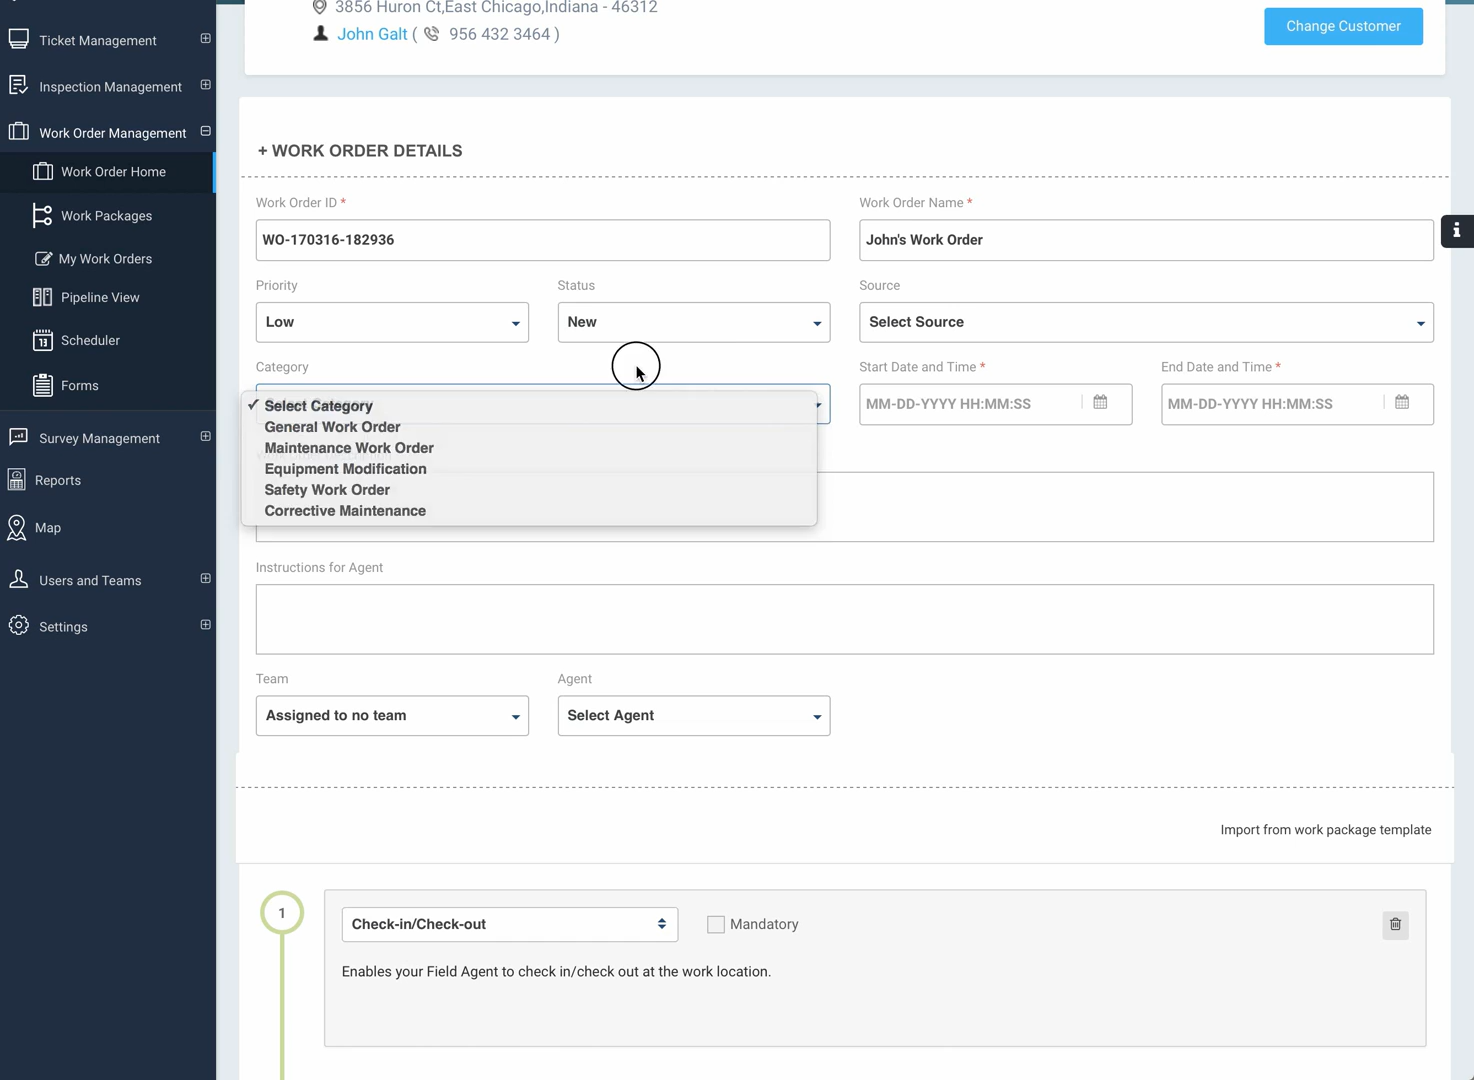 3856 Huron Ct,East Chicago,Indiana - 46312
John Galt ( 956 432 3464 )
Change Customer
Ticket Management
Inspection Management
Work Order Management
Work Order Home
Work Packages
My Work Orders
Pipeline View
13
Scheduler
Forms
Survey Management
Reports
Map
Users and Teams
Settings
+ WORK ORDER DETAILS
Work Order ID *
WO-170316-182936
Work Order Name *
John's Work Order
i
Priority
Low
Status
New
Source
Select Source
Category
✓ Select Category
General Work Order
Maintenance Work Order
Equipment Modification
Safety Work Order
Corrective Maintenance
Start Date and Time *
MM-DD-YYYY HH:MM:SS
End Date and Time *
MM-DD-YYYY HH:MM:SS
Instructions for Agent
Team
Assigned to no team
Agent
Select Agent
Import from work package template
1
Check-in/Check-out
Mandatory
Enables your Field Agent to check in/check out at the work location.